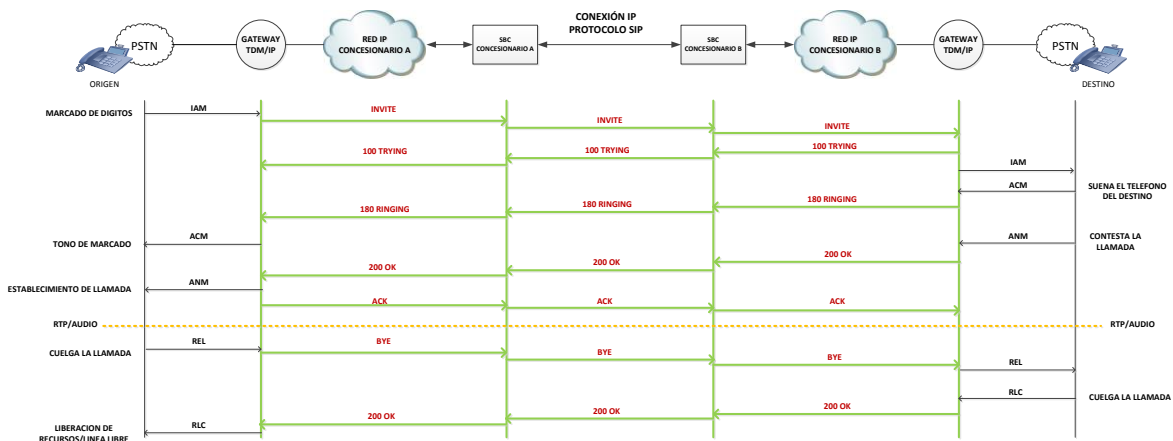 CONEXIÓN IP
PROTOCOLO SIP
PSTN
GATEWAY
TDM/IP
RED IP
CONCESIONARIO A
SBC
CONCESIONARIO A
SBC
CONCESIONARIO B
RED IP
CONCESIONARIO B
GATEWAY
TDM/IP
PSTN
ORIGEN
DESTINO
MARCADO DE DIGITOS
IAM
INVITE
INVITE
INVITE
100 TRYING
100 TRYING
100 TRYING
IAM
ACM
SUENA EL TELEFONO
DEL DESTINO
180 RINGING
180 RINGING
180 RINGING
TONO DE MARCADO
ACM
ANM
CONTESTA LA
LLAMADA
200 OK
200 OK
200 OK
ESTABLECIMIENTO DE LLAMADA
ANM
ACK
ACK
ACK
RTP/AUDIO
RTP/AUDIO
CUELGA LA LLAMADA
REL
BYE
BYE
BYE
REL
RLC
CUELGA LA LLAMADA
200 OK
200 OK
200 OK
LIBERACION DE
RECURSOS/LINEA LIBRE
RLC